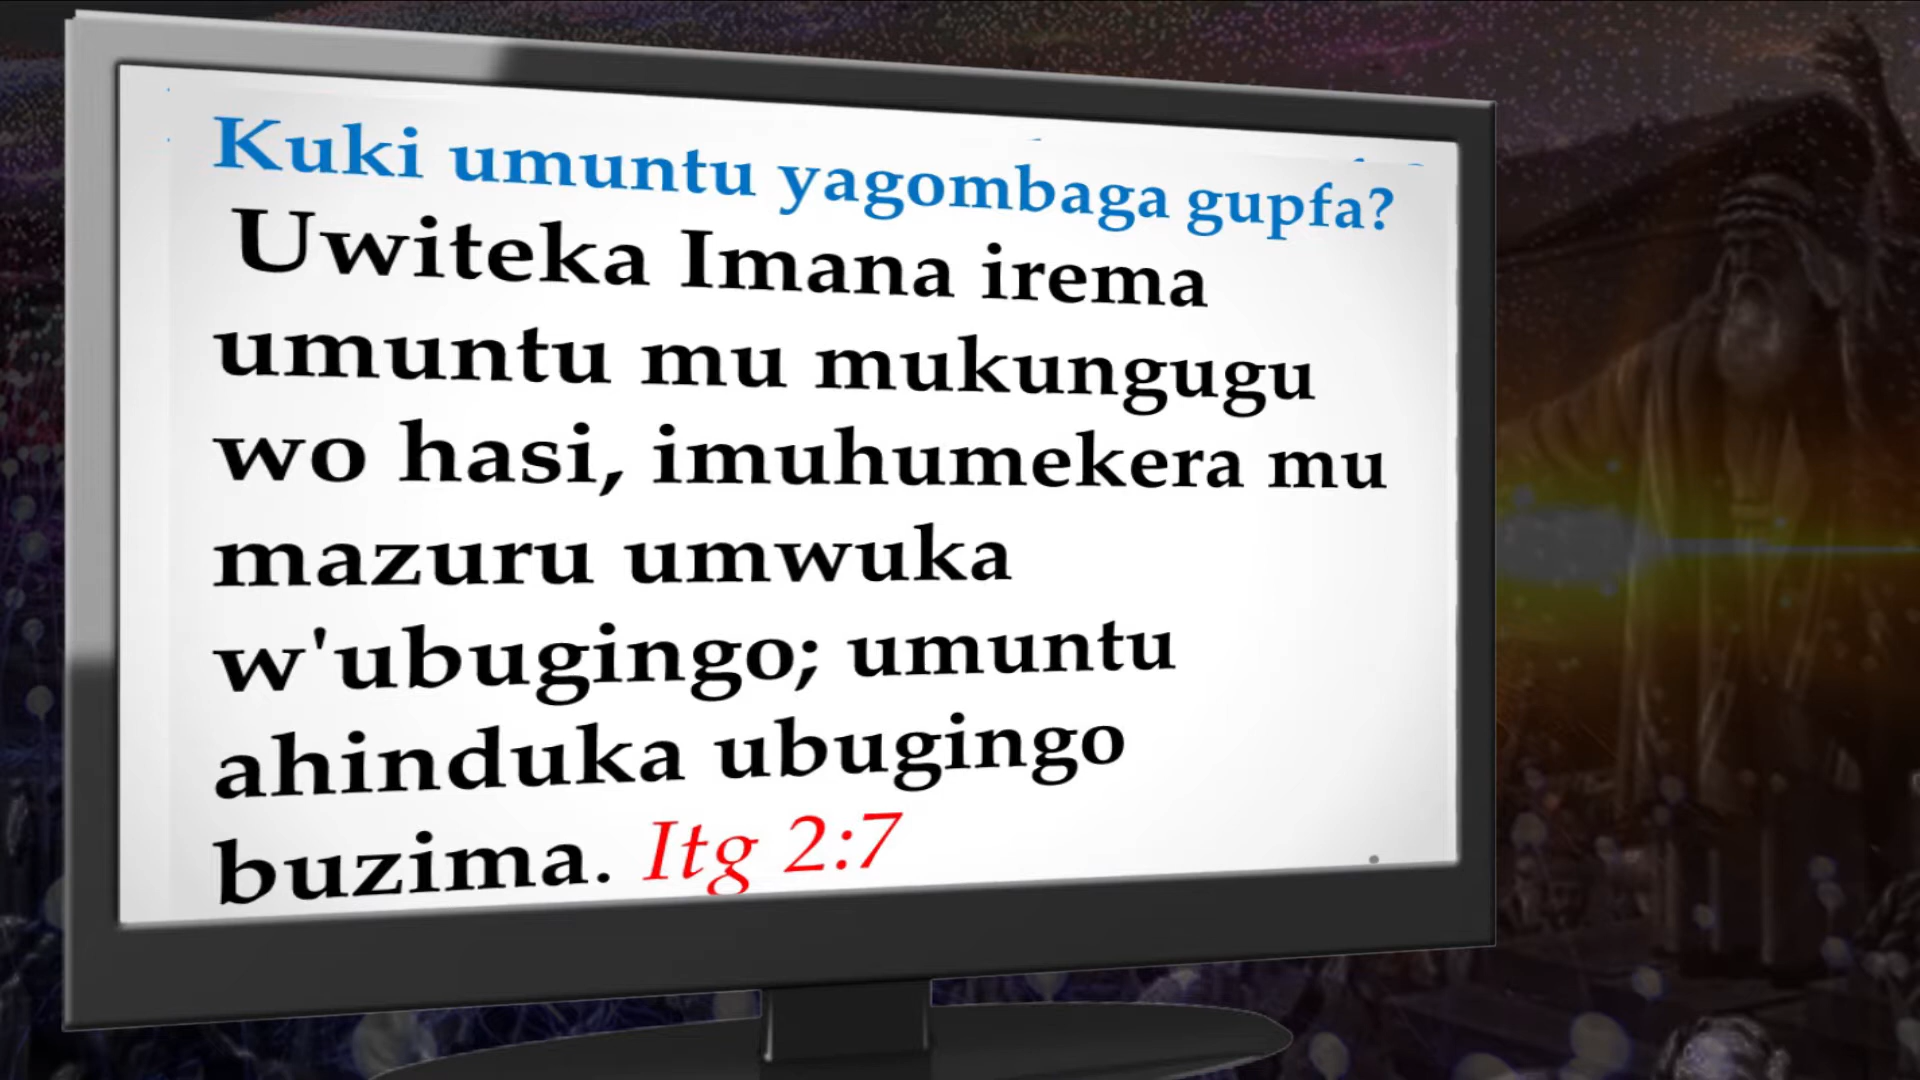 Kuki umuntu yagombaga gupfa?
Uwiteka Imana irema
umuntu mu mukungugu
wo hasi, imuhumekera mu
mazuru umwuka
w'ubugingo; umuntu
ahinduka ubugingo
buzima. Itg 2:7